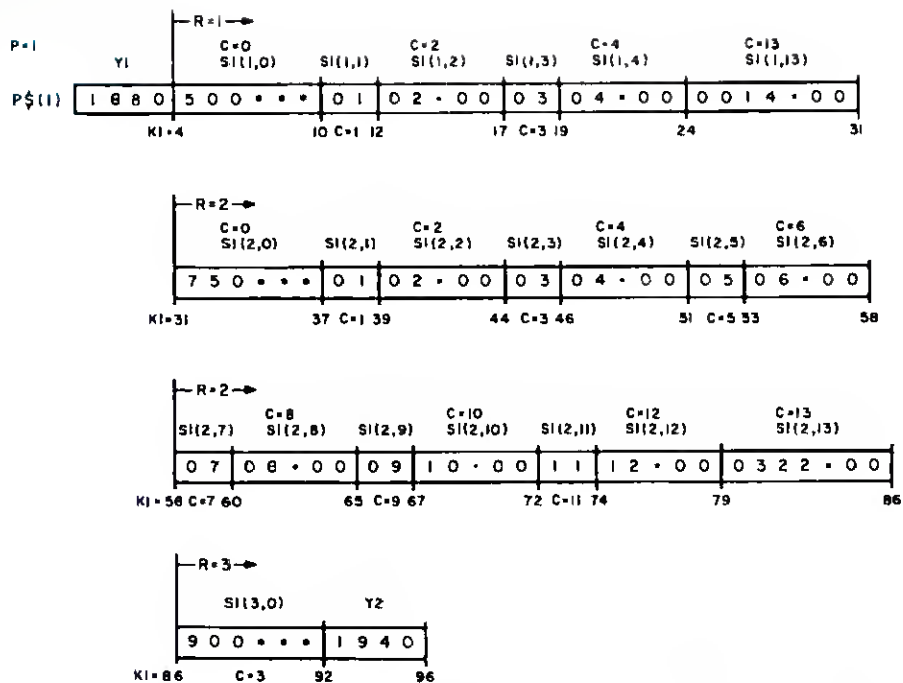 R=1
P=1 C=0 C=2 C=4 C=13
Y1 S1(1,0) S1(1,1) S1(1,2) S1(1,3) S1(1,4) S1(1,13)
P$(1) 1 8 8 0 5 0 0 * * * 0 1 0 2 . 0 0 0 3 0 4 . 0 0 0 0 1 4 . 0 0
K1=4 10 C=1 12 17 C=3 19 24 31
R=2
C=0 C=2 C=4 C=6
S1(2,0) S1(2,1) S1(2,2) S1(2,3) S1(2,4) S1(2,5) S1(2,6)
7 5 0 * * * 0 1 0 2 . 0 0 0 3 0 4 . 0 0 0 5 0 6 . 0 0
K1=31 37 C=1 39 44 C=3 46 51 C=5 33 58
R=2
C=8 C=10 C=12 C=13
S1(2,7) S1(2,8) S1(2,9) S1(2,10) S1(2,11) S1(2,12) S1(2,13)
0 7 0 8 . 0 0 0 9 1 0 . 0 0 1 1 1 2 . 0 0 0 3 2 2 . 0 0
K1=58 C=7 60 65 C=9 67 72 C=11 74 79 86
R=3
S1(3,0) Y2
9 0 0 * * * 1 9 4 0
K1=86 C=3 92 96